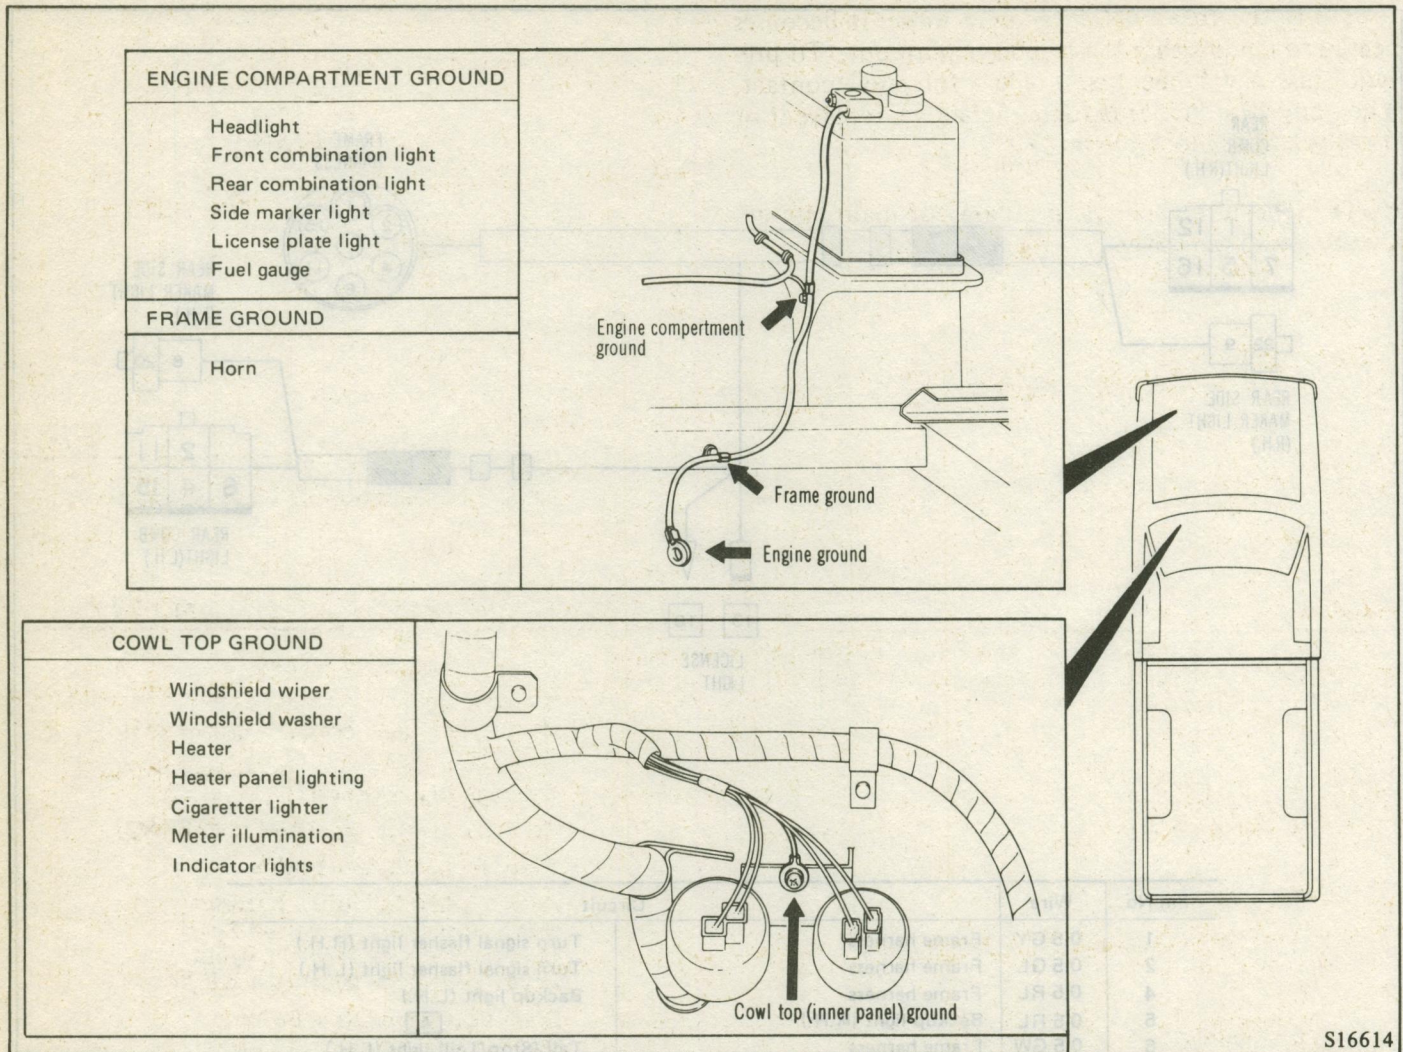 ENGINE COMPARTMENT GROUND
Headlight
Front combination light
Rear combination light
Side marker light
License plate light
Fuel gauge
FRAME GROUND
Horn
Engine compertment
ground
Frame ground
Engine ground
COWL TOP GROUND
Windshield wiper
Windshield washer
Heater
Heater panel lighting
Cigaretter lighter
Meter illumination
Indicator lights
Cowl top (inner panel) ground
S16614